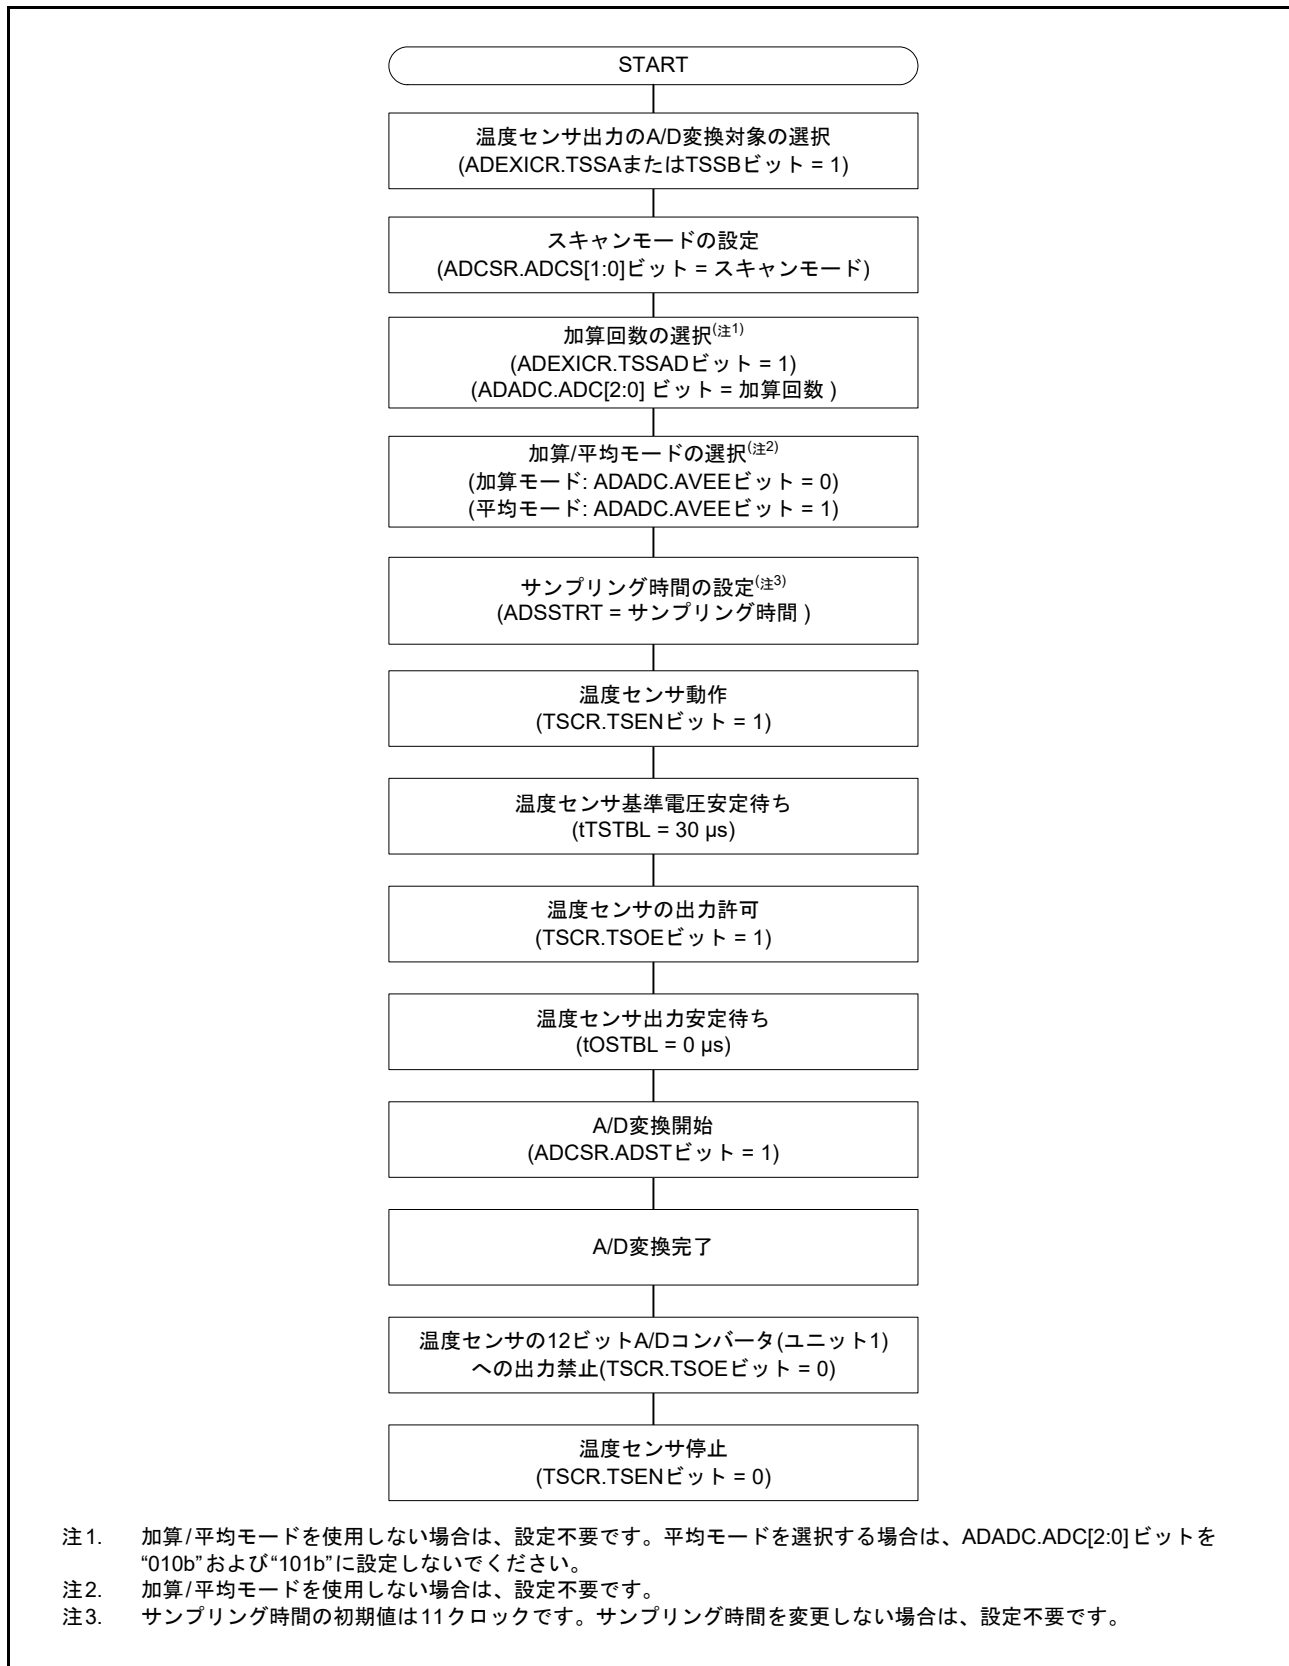 START
温度センサ出力のA/D変換対象の選択
(ADEXICR.TSSAまたはTSSBビット = 1)
スキャンモードの設定
(ADCSR.ADCS[1:0]ビット = スキャンモード)
加算回数の選択(注1)
(ADEXICR.TSSADビット = 1)
(ADADC.ADC[2:0] ビット = 加算回数 )
加算/平均モードの選択(注2)
(加算モード: ADADC.AVEEビット = 0)
(平均モード: ADADC.AVEEビット = 1)
サンプリング時間の設定(注3)
(ADSSTRT = サンプリング時間 )
温度センサ動作
(TSCR.TSENビット = 1)
温度センサ基準電圧安定待ち
(tTSTBL = 30 µs)
温度センサの出力許可
(TSCR.TSOEビット = 1)
温度センサ出力安定待ち
(tOSTBL = 0 µs)
A/D変換開始
(ADCSR.ADSTビット = 1)
A/D変換完了
温度センサの12ビットA/Dコンバータ(ユニット1)
への出力禁止(TSCR.TSOEビット = 0)
温度センサ停止
(TSCR.TSENビット = 0)
注1. 加算/平均モードを使用しない場合は、設定不要です。平均モードを選択する場合は、ADADC.ADC[2:0]ビットを
“010b”および“101b”に設定しないでください。
注2. 加算/平均モードを使用しない場合は、設定不要です。
注3. サンプリング時間の初期値は11クロックです。サンプリング時間を変更しない場合は、設定不要です。